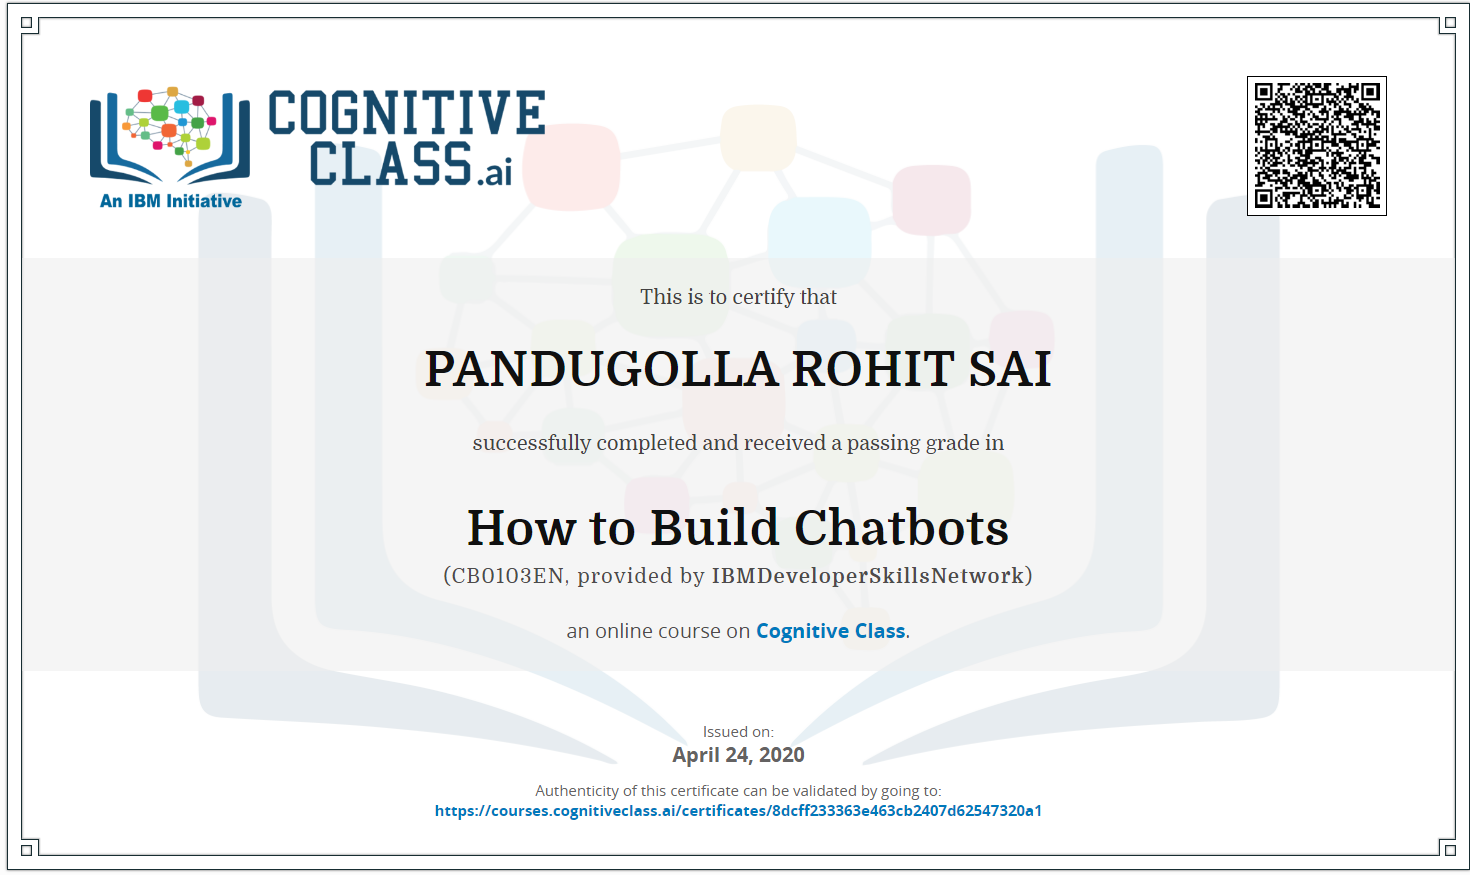 COGNITIVE
CLASS.ai
An IBM Initiative
This is to certify that
PANDUGOLLA ROHIT SAI
successfully completed and received a passing grade in
How to Build Chatbots
(CB0103EN, provided by IBMDeveloperSkillsNetwork)
an online course on Cognitive Class.
Issued on:
April 24, 2020
Authenticity of this certificate can be validated by going to:
https://courses.cognitiveclass.ai/certificates/8dcff233363e463cb2407d62547320a1